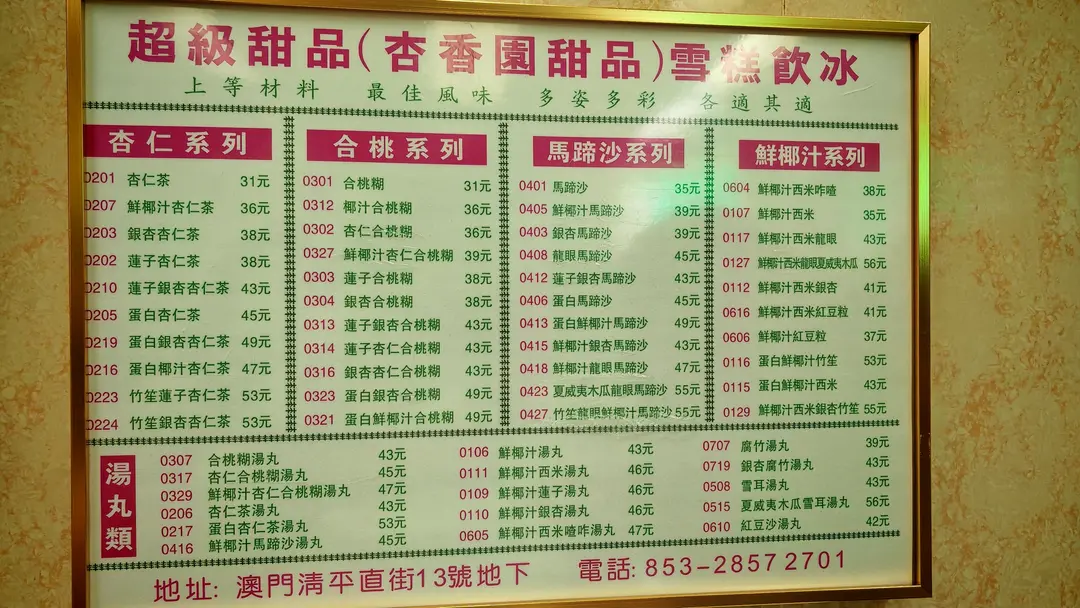 超級甜品(杏香園甜品)雪糕飲冰
上等材料 最佳風味 多姿多彩 各適其適
杏仁系列
0201 杏仁茶 31元
0207 鮮椰汁杏仁茶 36元
0203 銀杏杏仁茶 38元
0202 蓮子杏仁茶 38元
0210 蓮子銀杏杏仁茶 43元
0205 蛋白杏仁茶 45元
0219 蛋白銀杏杏仁茶 49元
0216 蛋白椰汁杏仁茶 47元
0223 竹笙蓮子杏仁茶 53元
0224 竹笙銀杏杏仁茶 53元
合桃系列
0301 合桃糊 31元
0312 椰汁合桃糊 36元
0302 杏仁合桃糊 36元
0327 鮮椰汁杏仁合桃糊 39元
0303 蓮子合桃糊 38元
0304 銀杏合桃糊 38元
0313 蓮子銀杏合桃糊 43元
0314 蓮子杏仁合桃糊 43元
0316 銀杏杏仁合桃糊 43元
0323 蛋白銀杏合桃糊 49元
0321 蛋白鮮椰汁合桃糊 49元
馬蹄沙系列
0401 馬蹄沙 35元
0405 鮮椰汁馬蹄沙 39元
0403 銀杏馬蹄沙 39元
0408 龍眼馬蹄沙 45元
0412 蓮子銀杏馬蹄沙 43元
0406 蛋白馬蹄沙 45元
0413 蛋白鮮椰汁馬蹄沙 49元
0415 鮮椰汁銀杏馬蹄沙 43元
0418 鮮椰汁龍眼馬蹄沙 47元
0423 夏威夷木瓜龍眼馬蹄沙 55元
0427 竹笙龍眼鮮椰汁馬蹄沙 55元
鮮椰汁系列
0604 鮮椰汁西米咋喳 38元
0107 鮮椰汁西米 35元
0117 鮮椰汁西米龍眼 43元
0127 鮮椰汁西米龍眼夏威夷木瓜 56元
0112 鮮椰汁西米銀杏 41元
0616 鮮椰汁西米紅豆粒 41元
0606 鮮椰汁紅豆粒 37元
0116 蛋白鮮椰汁竹笙 53元
0115 蛋白鮮椰汁西米 43元
0129 鮮椰汁西米銀杏竹笙 55元
湯丸類
0307 合桃糊湯丸 43元
0317 杏仁合桃糊湯丸 45元
0329 鮮椰汁杏仁合桃糊湯丸 47元
0206 杏仁茶湯丸 43元
0217 蛋白杏仁茶湯丸 53元
0416 鮮椰汁馬蹄沙湯丸 45元
0106 鮮椰汁湯丸 43元
0111 鮮椰汁西米湯丸 46元
0109 鮮椰汁蓮子湯丸 46元
0110 鮮椰汁銀杏湯丸 46元
0605 鮮椰汁西米喳咋湯丸 47元
0707 腐竹湯丸 39元
0719 銀杏腐竹湯丸 43元
0508 雪耳湯丸 43元
0515 夏威夷木瓜雪耳湯丸 56元
0610 紅豆沙湯丸 42元
地址: 澳門清平直街13號地下 電話: 853-28572701